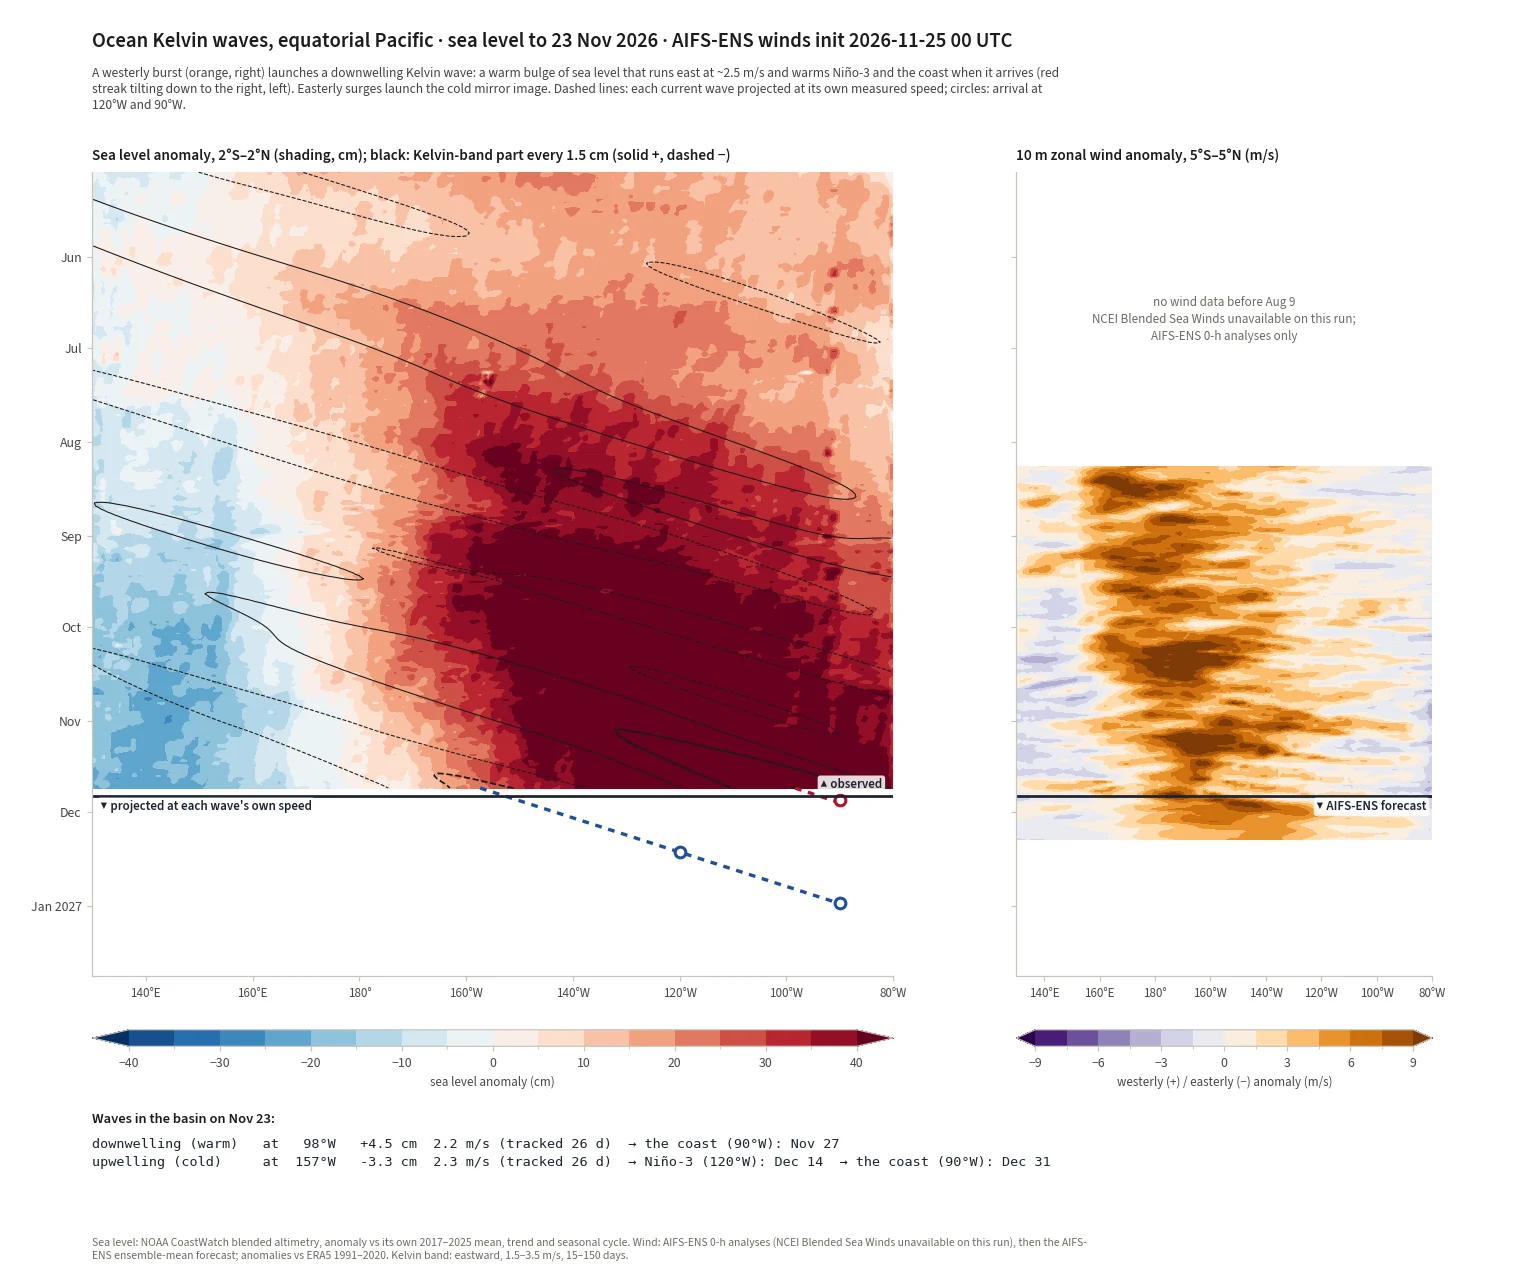 Ocean Kelvin waves, equatorial Pacific · sea level to 23 Nov 2026 · AIFS-ENS winds init 2026-11-25 00 UTC
A westerly burst (orange, right) launches a downwelling Kelvin wave: a warm bulge of sea level that runs east at ~2.5 m/s and warms Niño-3 and the coast when it arrives (red
streak tilting down to the right, left). Easterly surges launch the cold mirror image. Dashed lines: each current wave projected at its own measured speed; circles: arrival at
120°W and 90°W.
Sea level anomaly, 2°S–2°N (shading, cm); black: Kelvin-band part every 1.5 cm (solid +, dashed −)
Jun
Jul
Aug
Sep
Oct
Nov
Dec
Jan 2027
▲ observed
▼ projected at each wave's own speed
140°E 160°E 180° 160°W 140°W 120°W 100°W 80°W
−40 −30 −20 −10 0 10 20 30 40
sea level anomaly (cm)
10 m zonal wind anomaly, 5°S–5°N (m/s)
no wind data before Aug 9
NCEI Blended Sea Winds unavailable on this run;
AIFS-ENS 0-h analyses only
▼ AIFS-ENS forecast
140°E 160°E 180° 160°W 140°W 120°W 100°W 80°W
−9 −6 −3 0 3 6 9
westerly (+) / easterly (−) anomaly (m/s)
Waves in the basin on Nov 23:
downwelling (warm) at 98°W +4.5 cm 2.2 m/s (tracked 26 d) → the coast (90°W): Nov 27
upwelling (cold) at 157°W -3.3 cm 2.3 m/s (tracked 26 d) → Niño-3 (120°W): Dec 14 → the coast (90°W): Dec 31
Sea level: NOAA CoastWatch blended altimetry, anomaly vs its own 2017–2025 mean, trend and seasonal cycle. Wind: AIFS-ENS 0-h analyses (NCEI Blended Sea Winds unavailable on this run), then the AIFS-
ENS ensemble-mean forecast; anomalies vs ERA5 1991–2020. Kelvin band: eastward, 1.5–3.5 m/s, 15–150 days.